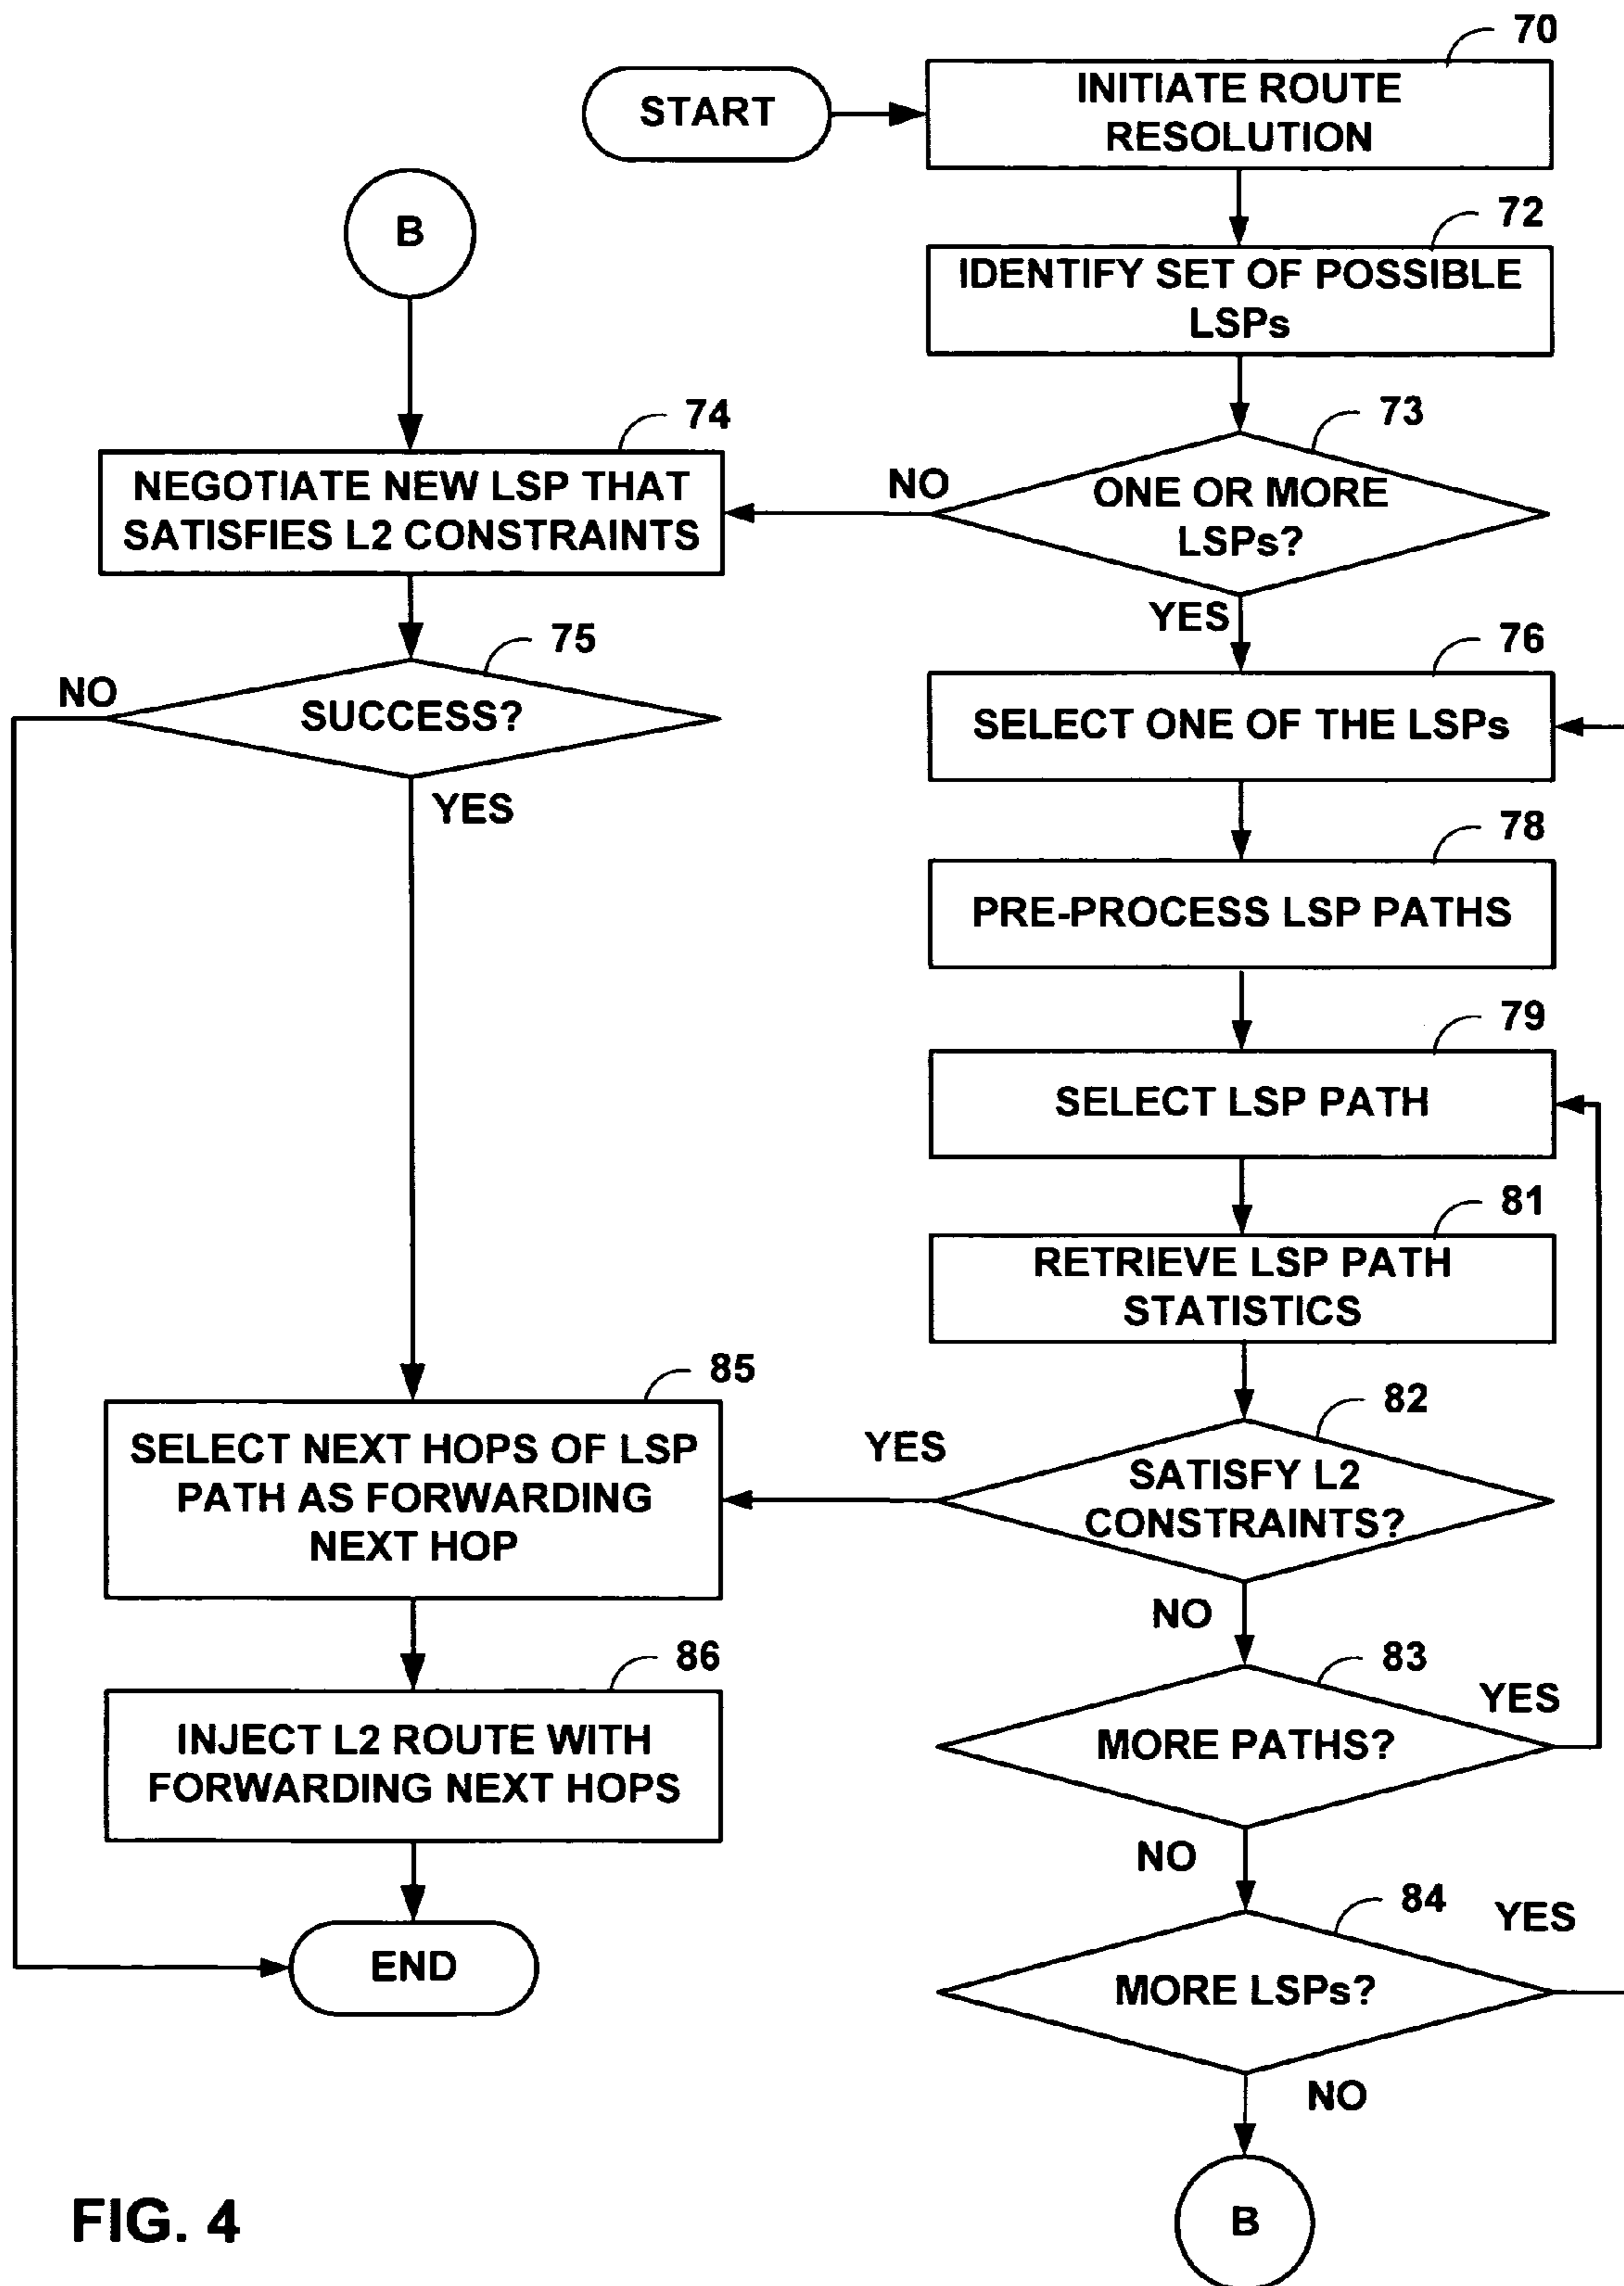 70
START
INITIATE ROUTE
RESOLUTION
72
B
IDENTIFY SET OF POSSIBLE
LSPs
73
74
NO
ONE OR MORE
LSPs?
NEGOTIATE NEW LSP THAT
SATISFIES L2 CONSTRAINTS
YES
75
76
NO
SUCCESS?
SELECT ONE OF THE LSPs
YES
78
PRE-PROCESS LSP PATHS
79
SELECT LSP PATH
81
RETRIEVE LSP PATH
STATISTICS
85
82
SELECT NEXT HOPS OF LSP
PATH AS FORWARDING
NEXT HOP
YES
SATISFY L2
CONSTRAINTS?
NO
86
83
YES
INJECT L2 ROUTE WITH
FORWARDING NEXT HOPS
MORE PATHS?
NO
84
YES
END
MORE LSPs?
NO
B
FIG. 4